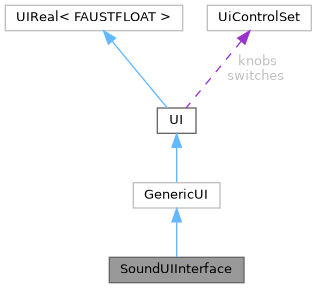 UIReal< FAUSTFLOAT >
UiControlSet
knobs
switches
UI
GenericUI
SoundUIInterface